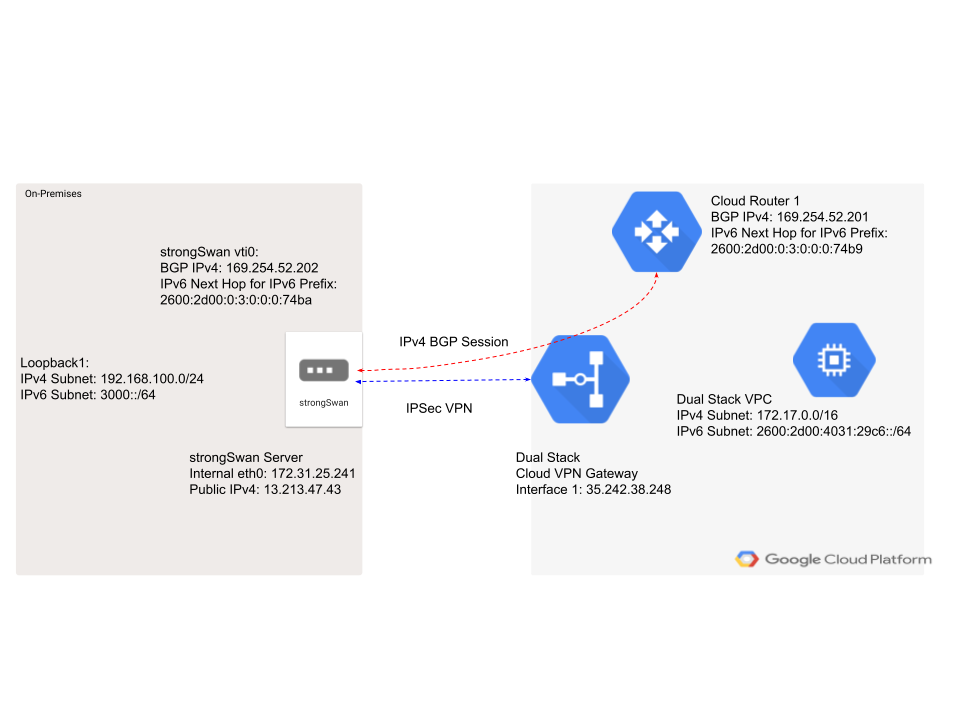 On-Premises
strongSwan vti0:
BGP IPv4: 169.254.52.202
IPv6 Next Hop for IPv6 Prefix:
2600:2d00:0:3:0:0:0:74ba
Loopback1:
IPv4 Subnet: 192.168.100.0/24
IPv6 Subnet: 3000::/64
strongSwan
strongSwan Server
Internal eth0: 172.31.25.241
Public IPv4: 13.213.47.43
IPv4 BGP Session
IPSec VPN
Cloud Router 1
BGP IPv4: 169.254.52.201
IPv6 Next Hop for IPv6 Prefix:
2600:2d00:0:3:0:0:0:74b9
Dual Stack VPC
IPv4 Subnet: 172.17.0.0/16
IPv6 Subnet: 2600:2d00:4031:29c6::/64
Dual Stack
Cloud VPN Gateway
Interface 1: 35.242.38.248
Google Cloud Platform